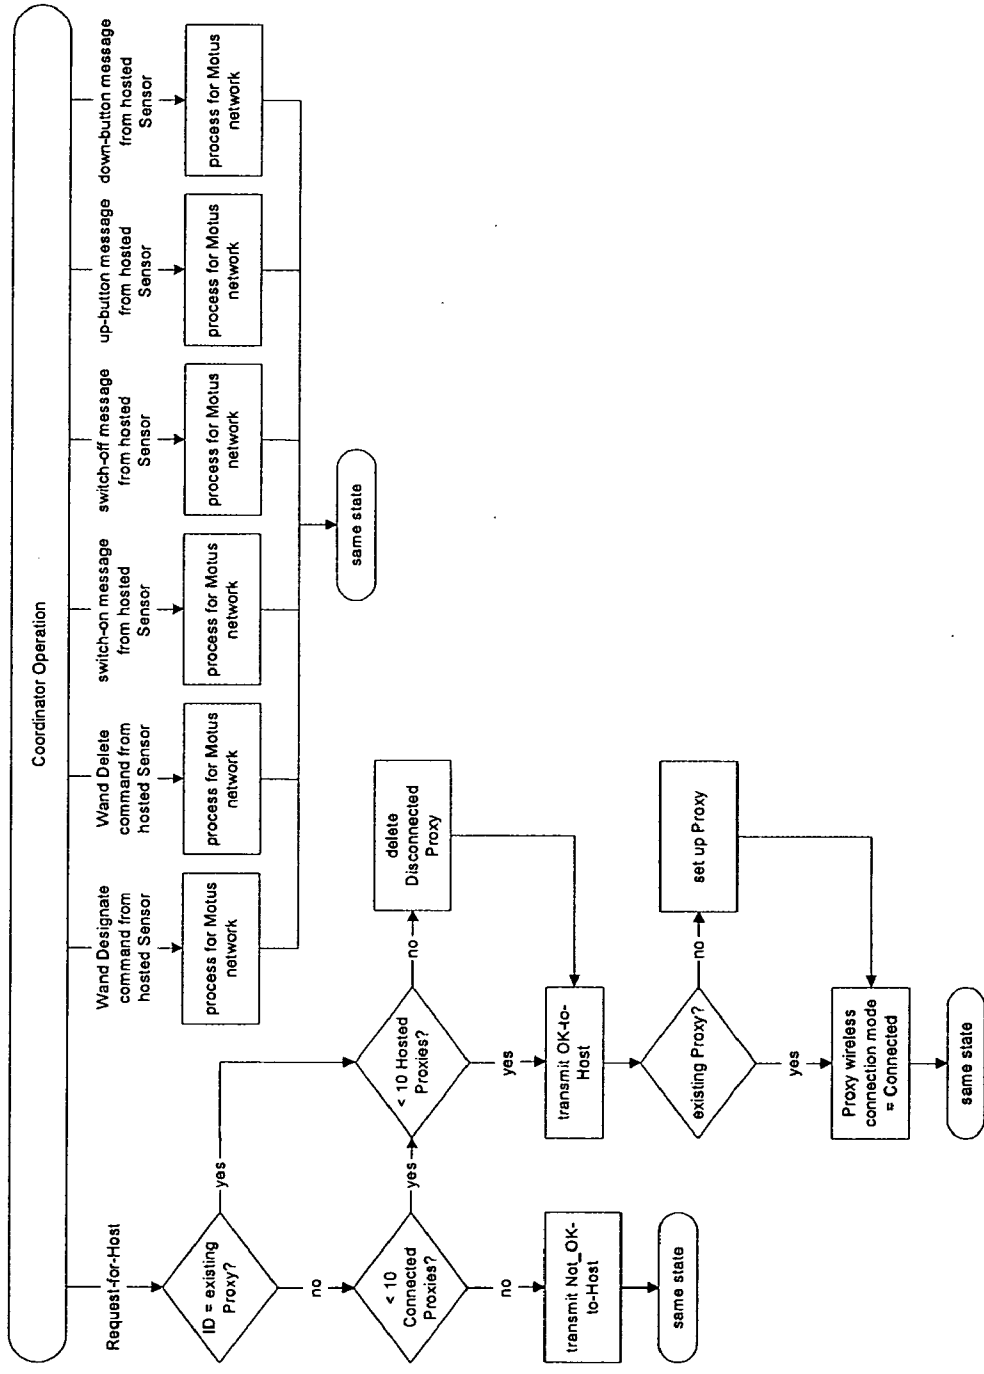 Coordinator Operation
Request-for-Host
Wand Designate
command from
hosted Sensor
Wand Delete
command from
hosted Sensor
switch-on message
from hosted
Sensor
switch-off message
from hosted
Sensor
up-button message
from hosted
Sensor
down-button message
from hosted
Sensor
process for Motus
network
process for Motus
network
process for Motus
network
process for Motus
network
process for Motus
network
process for Motus
network
same state
ID = existing
Proxy?
yes
no
< 10
Connected
Proxies?
yes
no
< 10 Hosted
Proxies?
no
yes
delete
Disconnected
Proxy
transmit Not_OK-
to-Host
same state
transmit OK-to-
Host
existing Proxy?
no
yes
set up Proxy
Proxy wireless
connection mode
= Connected
same state